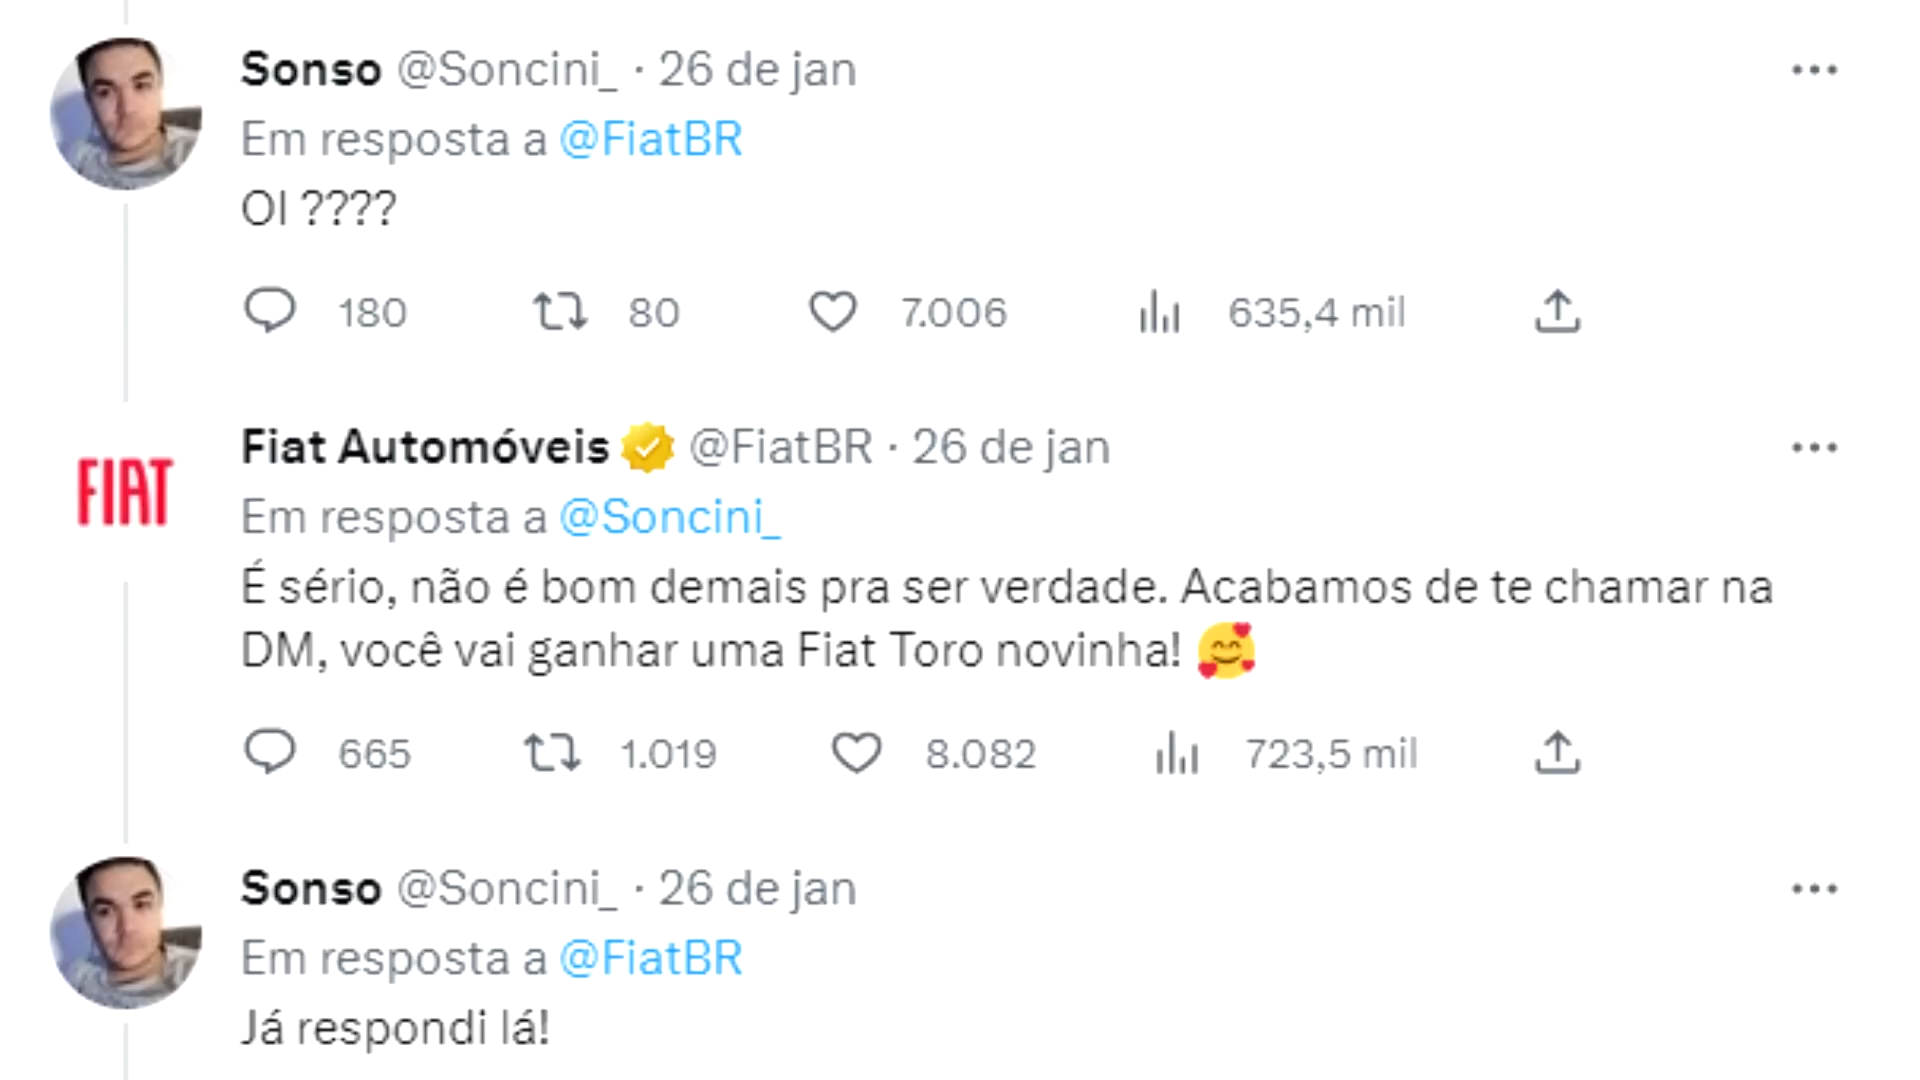 Sonso @Soncini_ · 26 de jan
Em resposta a @FiatBR
OI ????
180 80 7.006 635,4 mil
FIAT
Fiat Automóveis @FiatBR · 26 de jan
Em resposta a @Soncini_
É sério, não é bom demais pra ser verdade. Acabamos de te chamar na
DM, você vai ganhar uma Fiat Toro novinha! 🥰
665 1.019 8.082 723,5 mil
Sonso @Soncini_ · 26 de jan
Em resposta a @FiatBR
Já respondi lá!